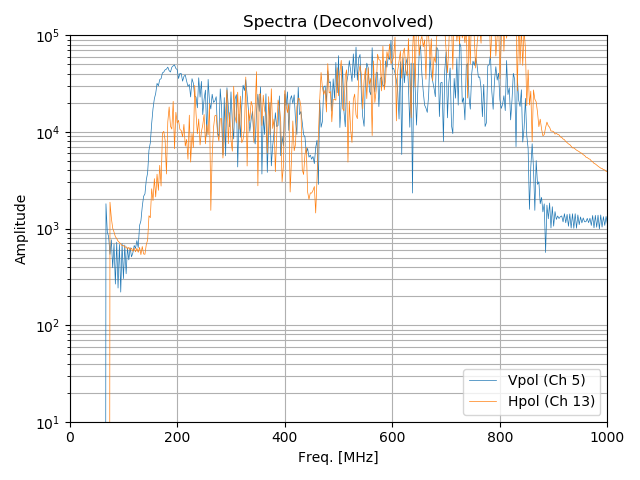 Spectra (Deconvolved)
10^5
10^4
10^3
10^2
10^1
Amplitude
0 200 400 600 800 1000
Freq. [MHz]
Vpol (Ch 5)
Hpol (Ch 13)